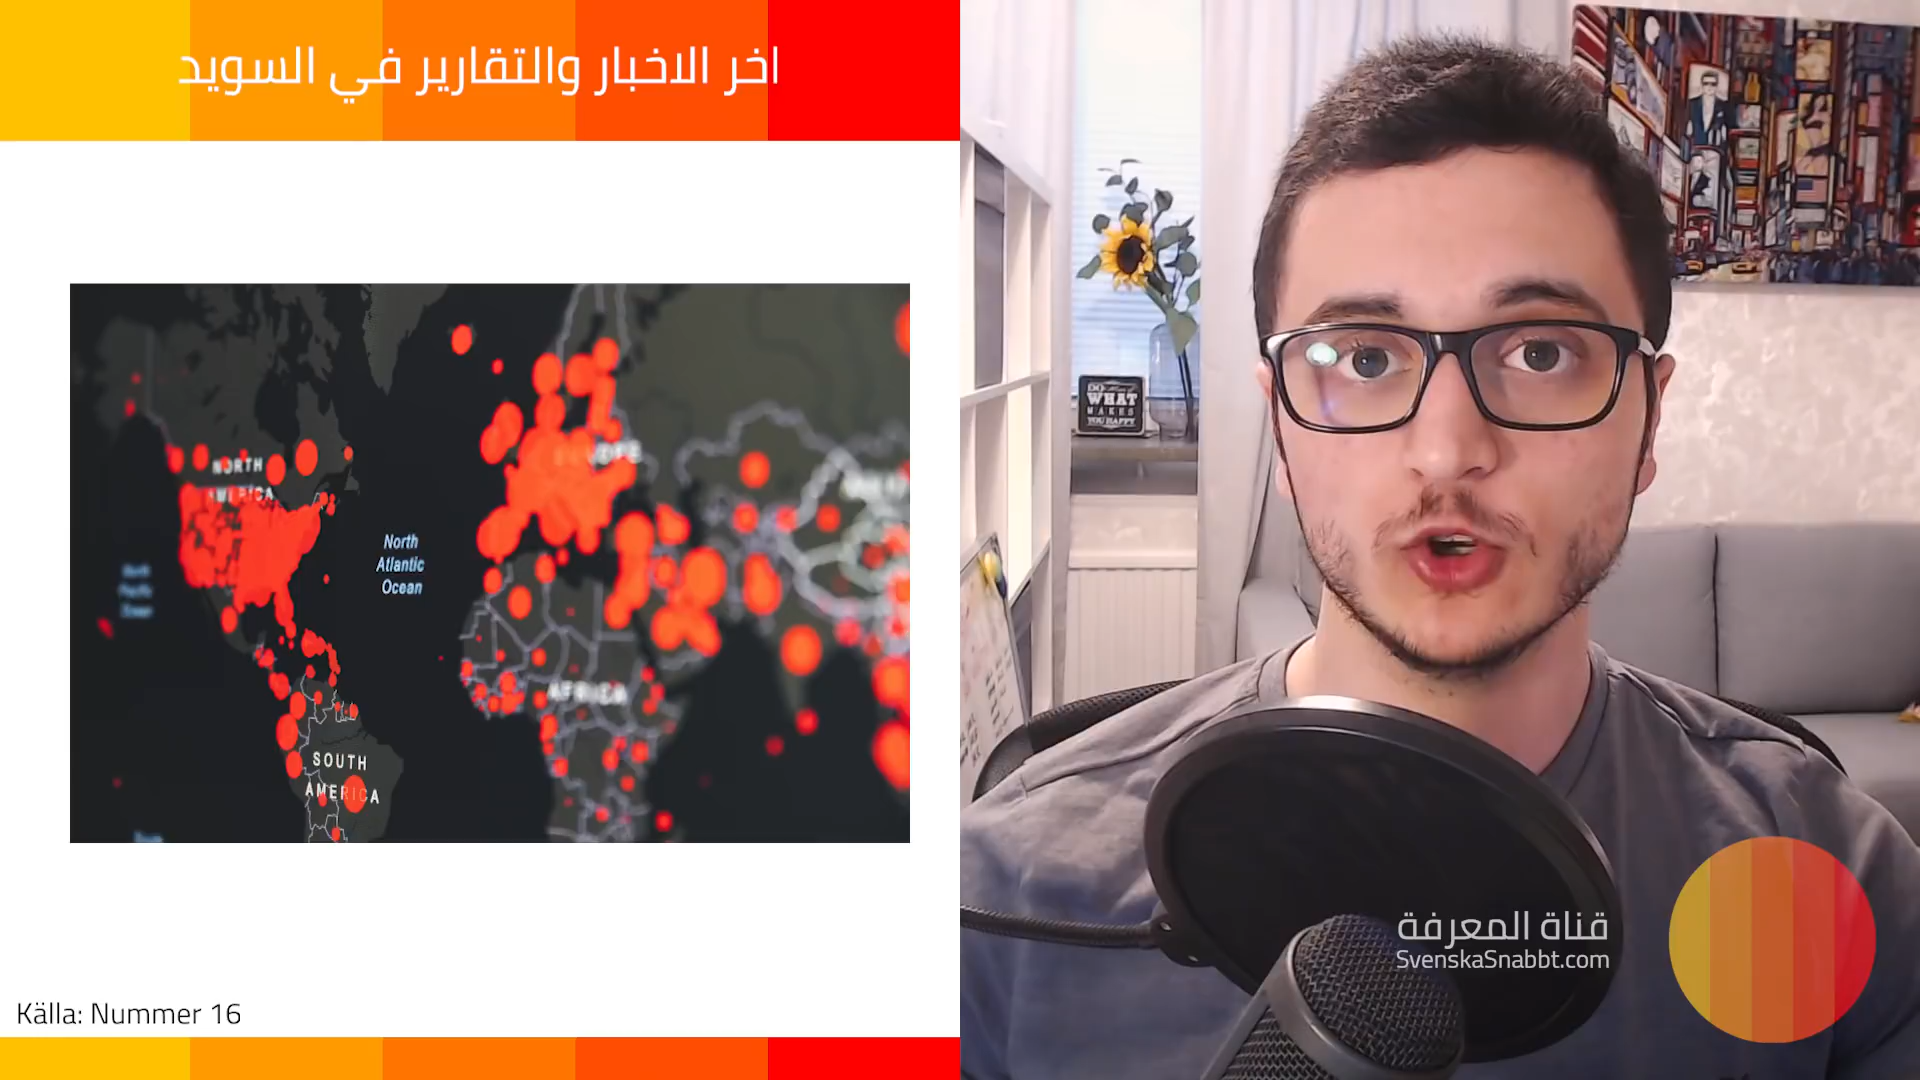 اخر الاخبار والتقارير في السويد
NORTH
AMERICA
North
Atlantic
Ocean
AFRICA
SOUTH
AMERICA
Källa: Nummer 16
DO
WHAT
MAKES
YOU HAPPY
قناة المعرفة
SvenskaSnabbt.com